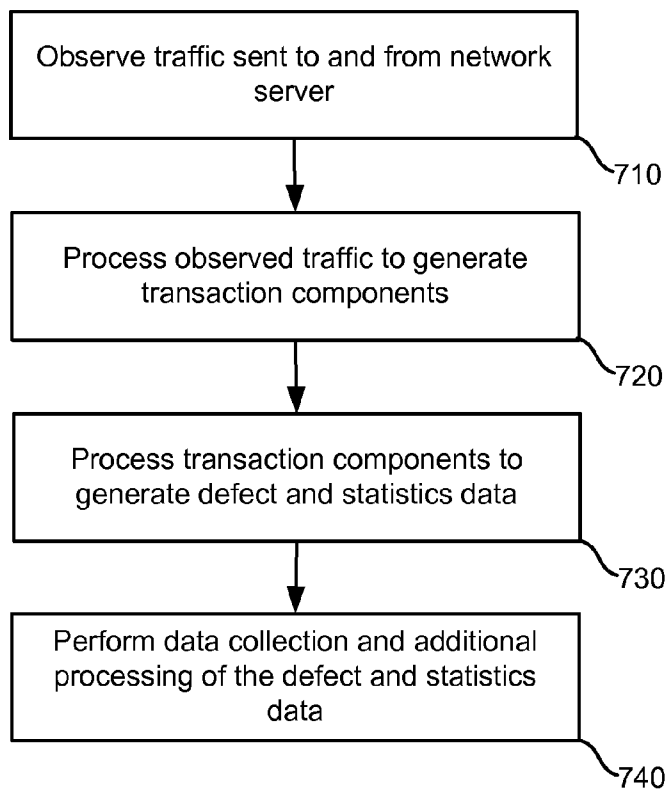 Observe traffic sent to and from network
server
710
Process observed traffic to generate
transaction components
720
Process transaction components to
generate defect and statistics data
730
Perform data collection and additional
processing of the defect and statistics
data
740